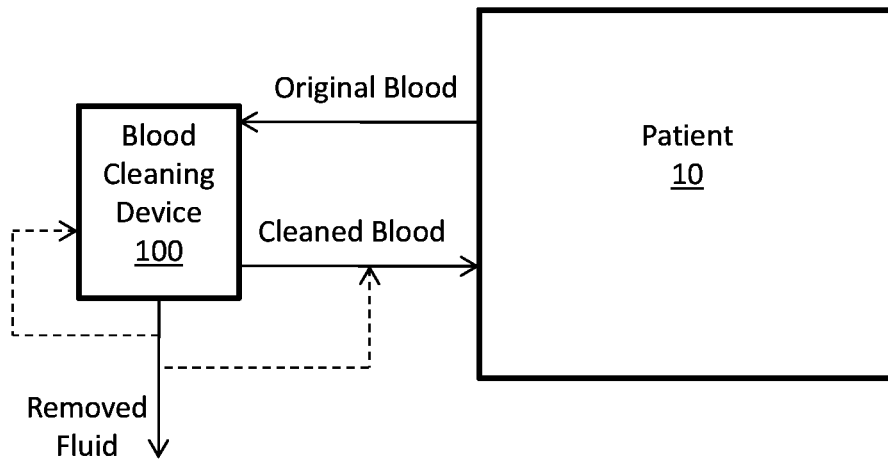 Original Blood
Blood
Cleaning
Device
100
Patient
10
Cleaned Blood
Removed
Fluid